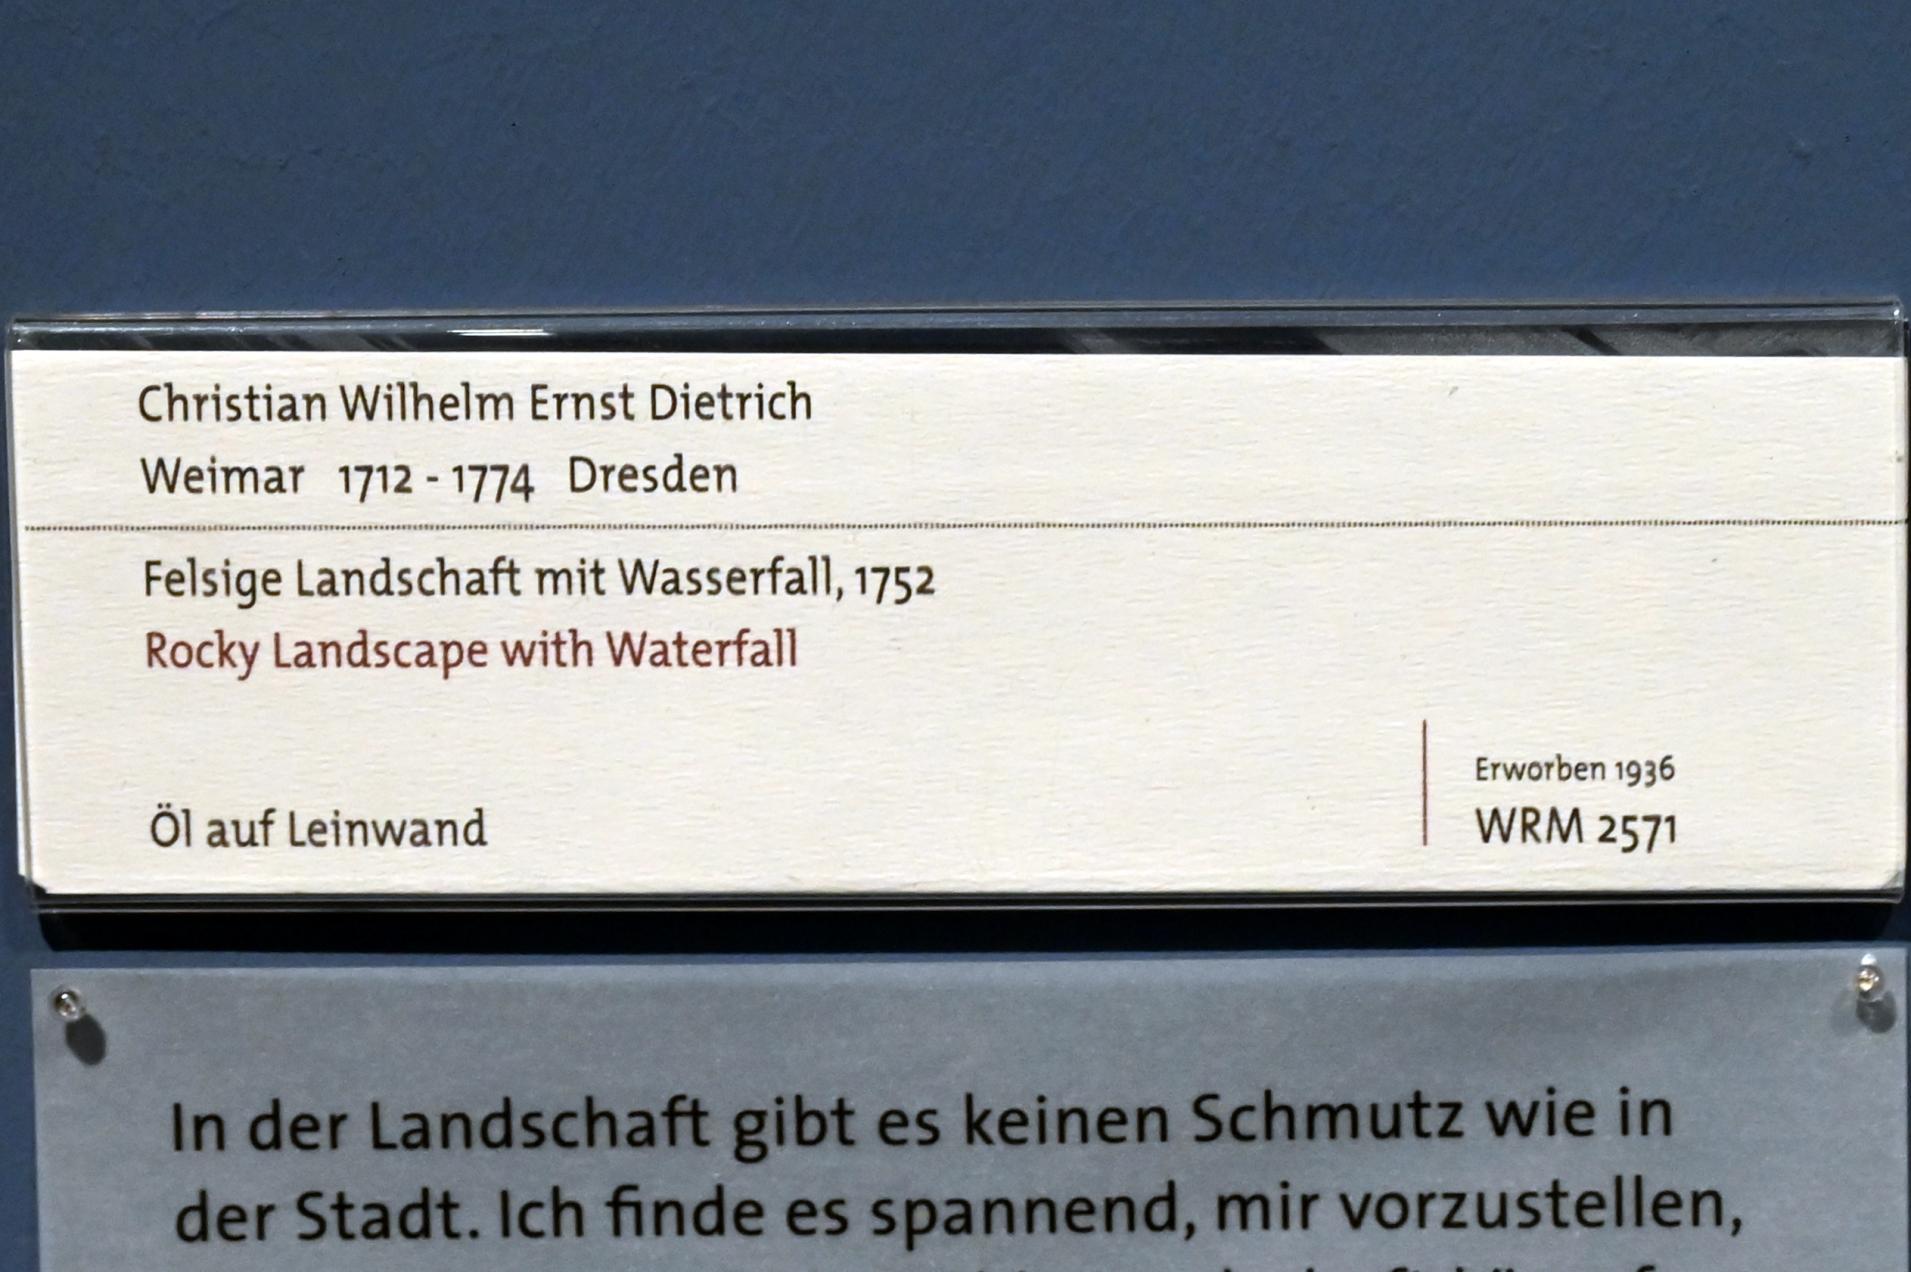 Christian Wilhelm Ernst Dietrich
Weimar 1712 - 1774 Dresden
Felsige Landschaft mit Wasserfall, 1752
Rocky Landscape with Waterfall
Öl auf Leinwand
Erworben 1936
WRM 2571
In der Landschaft gibt es keinen Schmutz wie in
der Stadt. Ich finde es spannend, mir vorzustellen,